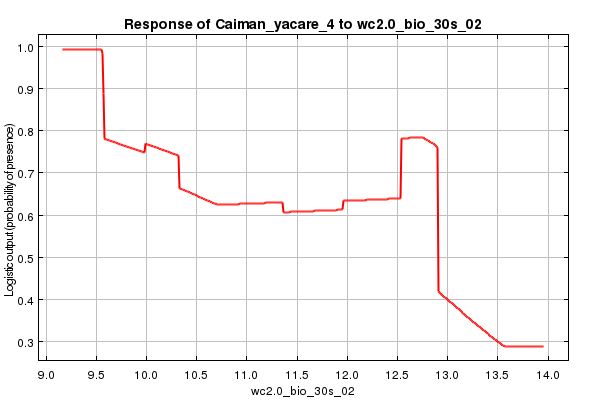 Response of Caiman_yacare_4 to wc2.0_bio_30s_02
Logistic output (probability of presence)
1.0
0.9
0.8
0.7
0.6
0.5
0.4
0.3
9.0 9.5 10.0 10.5 11.0 11.5 12.0 12.5 13.0 13.5 14.0
wc2.0_bio_30s_02